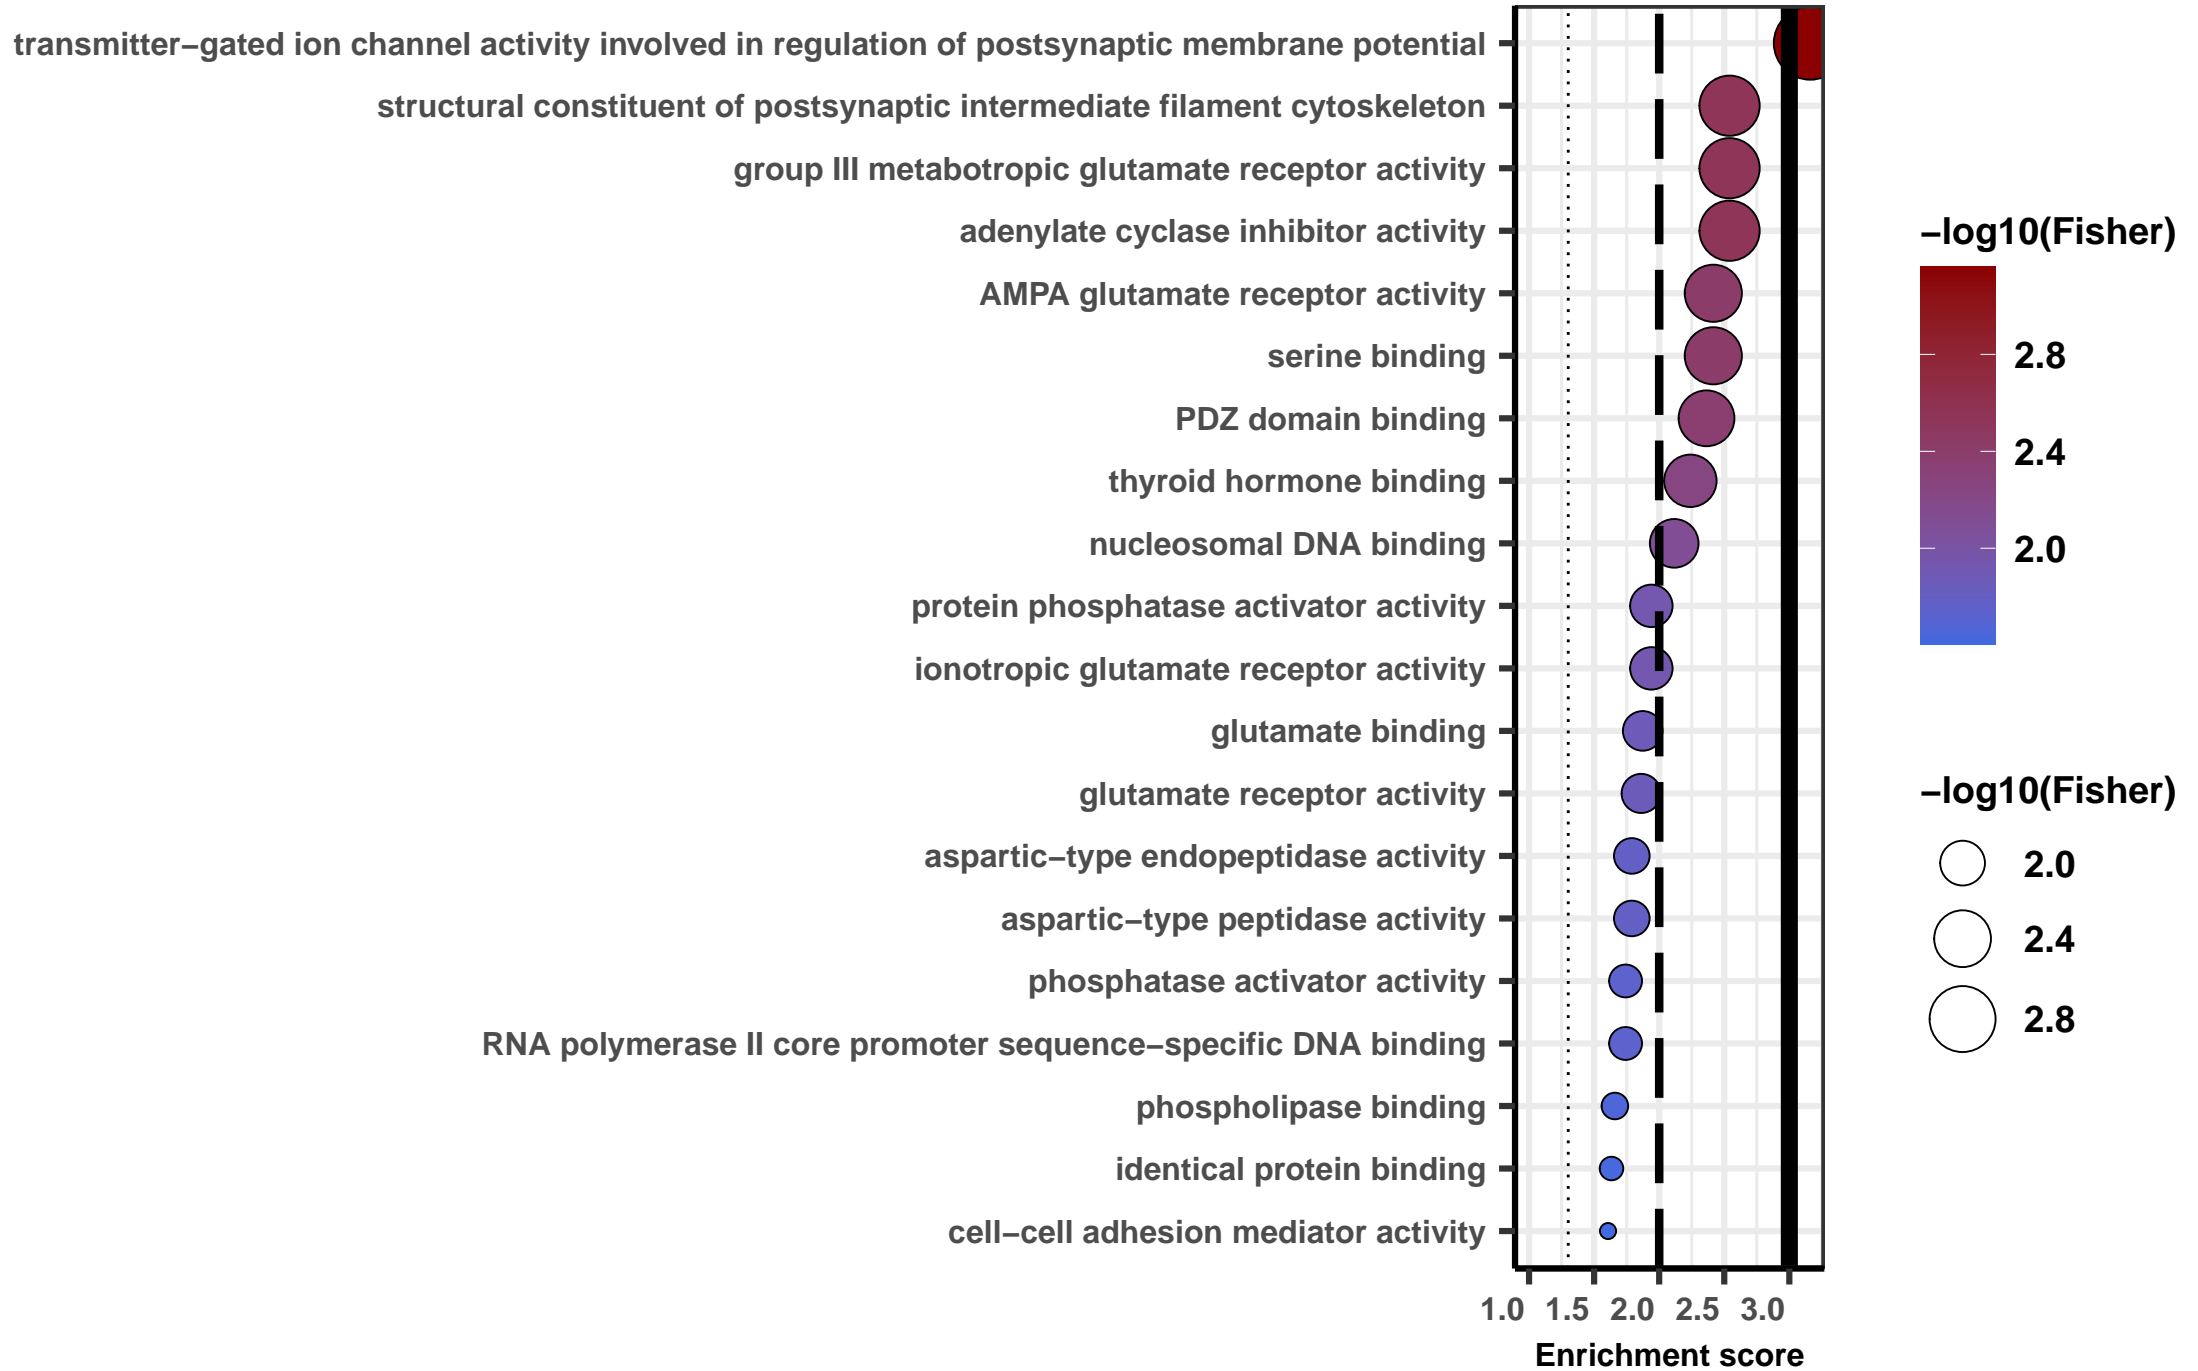 transmitter−gated ion channel activity involved in regulation of postsynaptic membrane potential
structural constituent of postsynaptic intermediate filament cytoskeleton
group III metabotropic glutamate receptor activity
adenylate cyclase inhibitor activity
AMPA glutamate receptor activity
serine binding
PDZ domain binding
thyroid hormone binding
nucleosomal DNA binding
protein phosphatase activator activity
ionotropic glutamate receptor activity
glutamate binding
glutamate receptor activity
aspartic−type endopeptidase activity
aspartic−type peptidase activity
phosphatase activator activity
RNA polymerase II core promoter sequence−specific DNA binding
phospholipase binding
identical protein binding
cell−cell adhesion mediator activity
1.0 1.5 2.0 2.5 3.0
Enrichment score
−log10(Fisher)
2.8
2.4
2.0
−log10(Fisher)
2.0
2.4
2.8